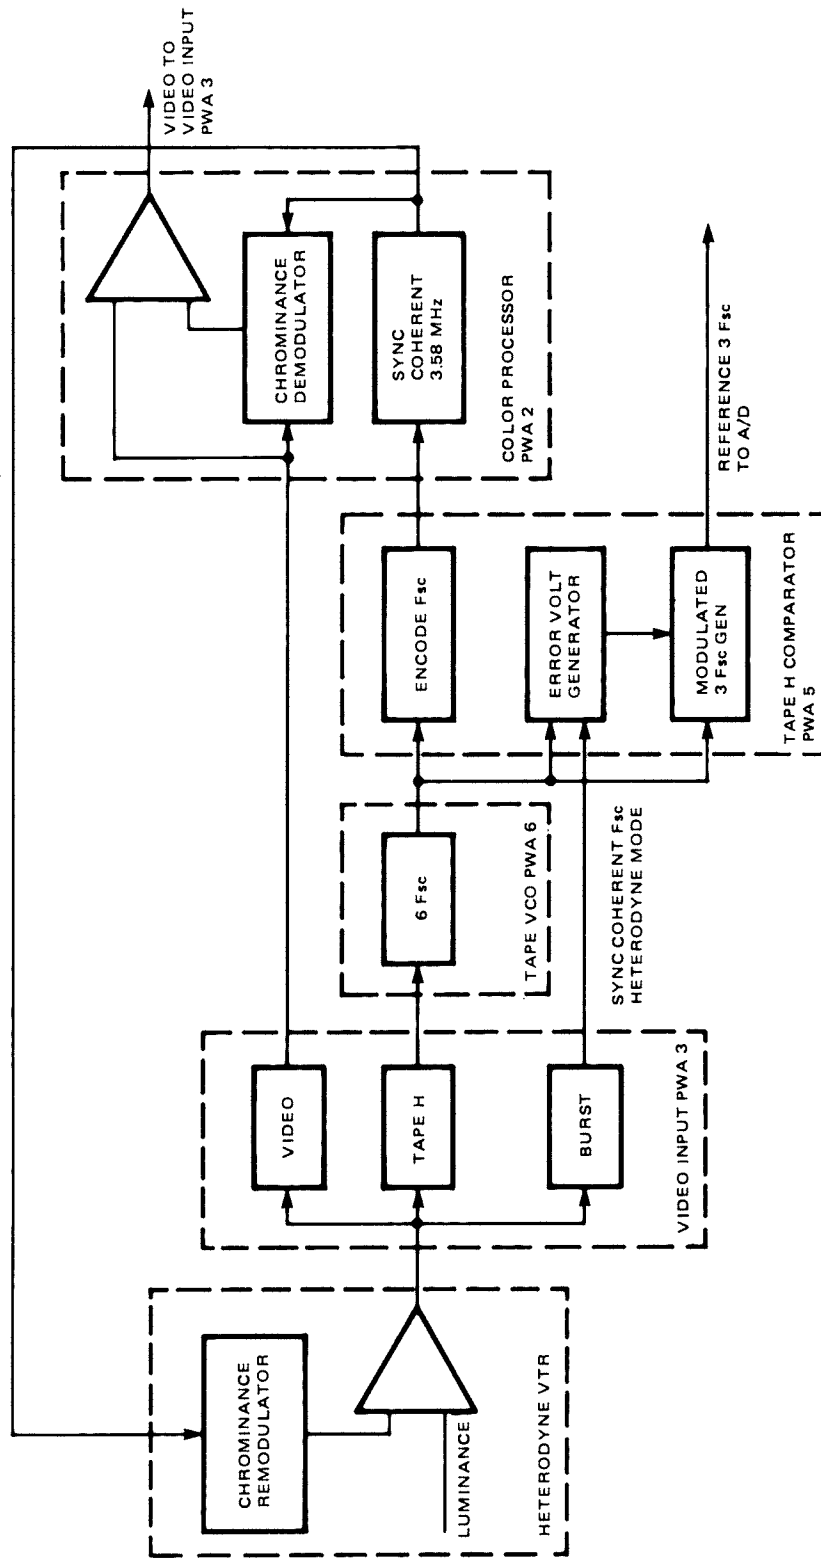 CHROMINANCE
REMODULATOR
LUMINANCE
HETERODYNE VTR
VIDEO
TAPE H
BURST
VIDEO INPUT PWA 3
6 Fsc
TAPE VCO PWA 6
SYNC COHERENT Fsc
HETERODYNE MODE
ENCODE Fsc
ERROR VOLT
GENERATOR
MODULATED
3 Fsc GEN
TAPE H COMPARATOR
PWA 5
CHROMINANCE
DEMODULATOR
SYNC
COHERENT
3.58 MHz
COLOR PROCESSOR
PWA 2
VIDEO TO
VIDEO INPUT
PWA 3
REFERENCE 3 Fsc
TO A/D